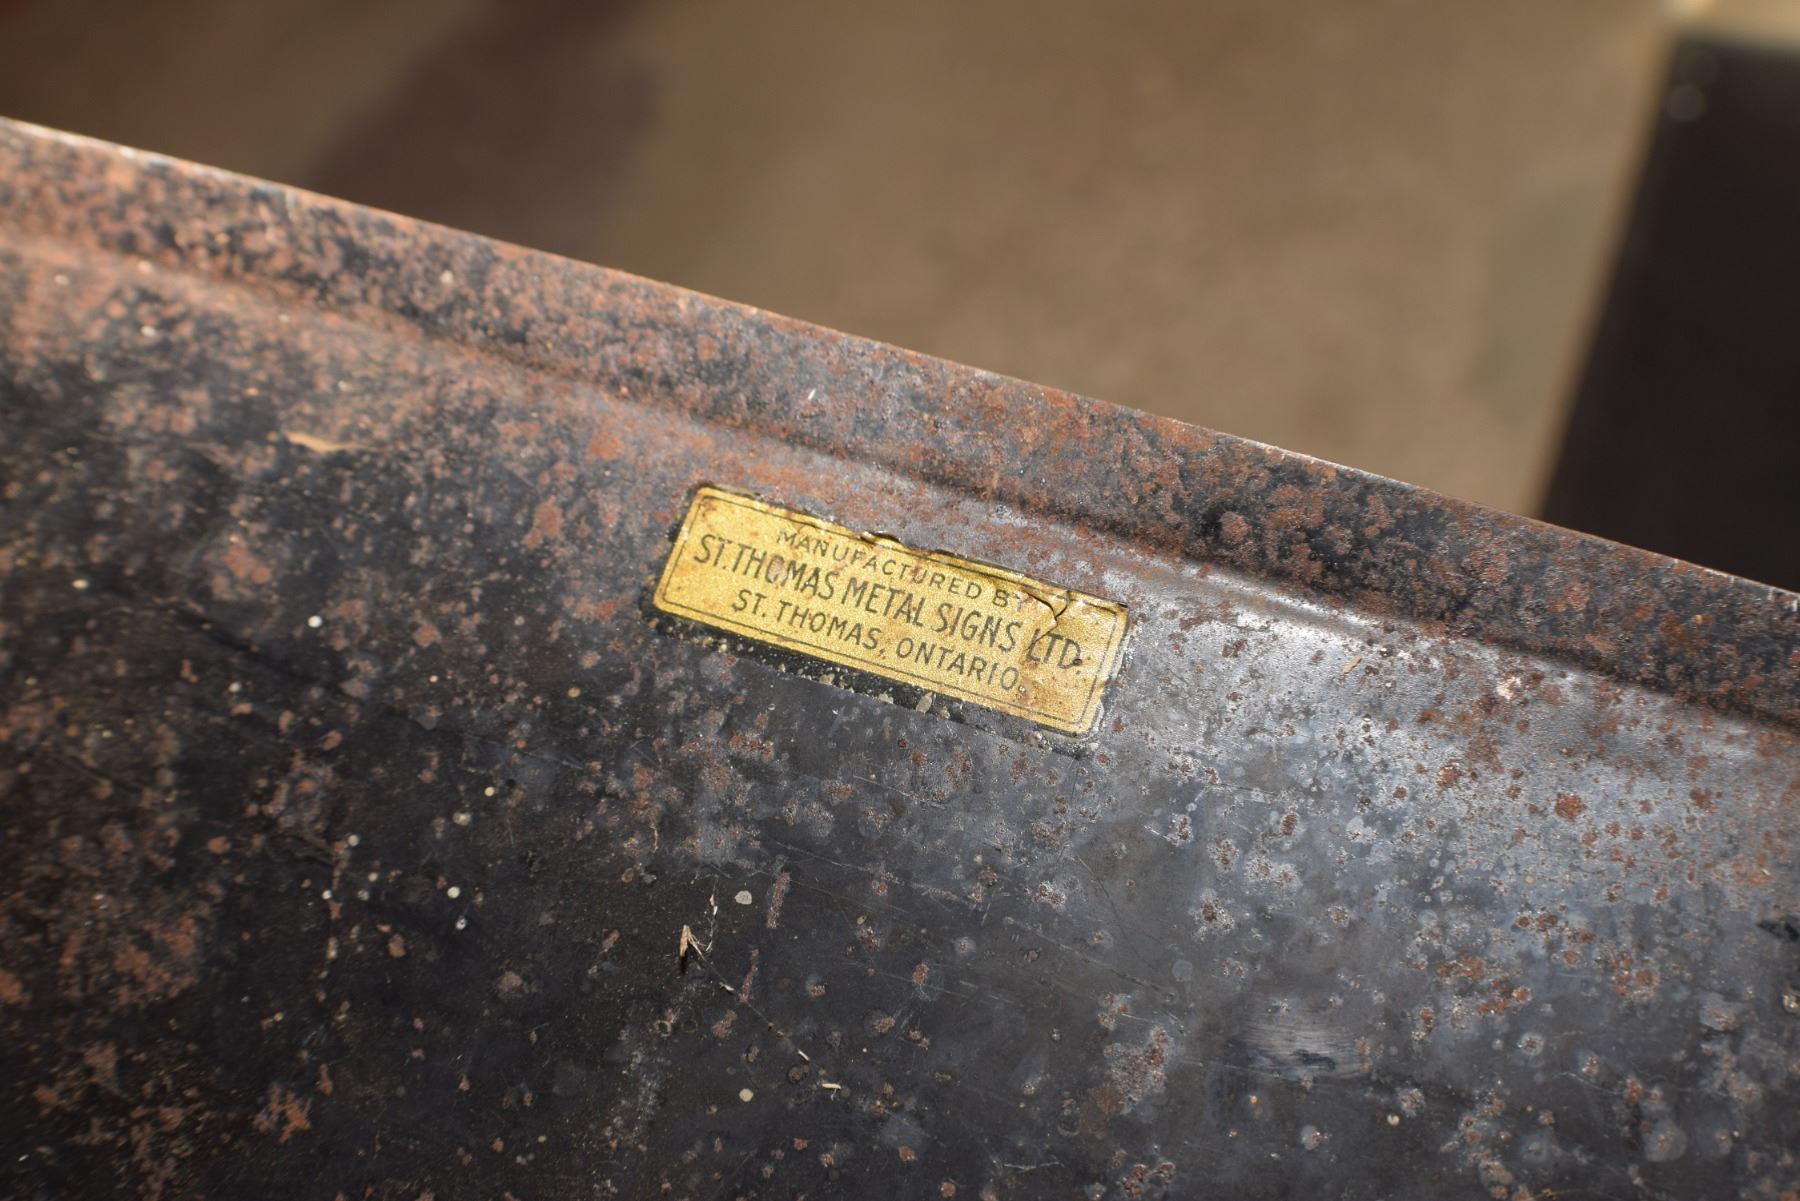 MANUFACTURED BY
ST. THOMAS METAL SIGNS LTD.
ST. THOMAS, ONTARIO.